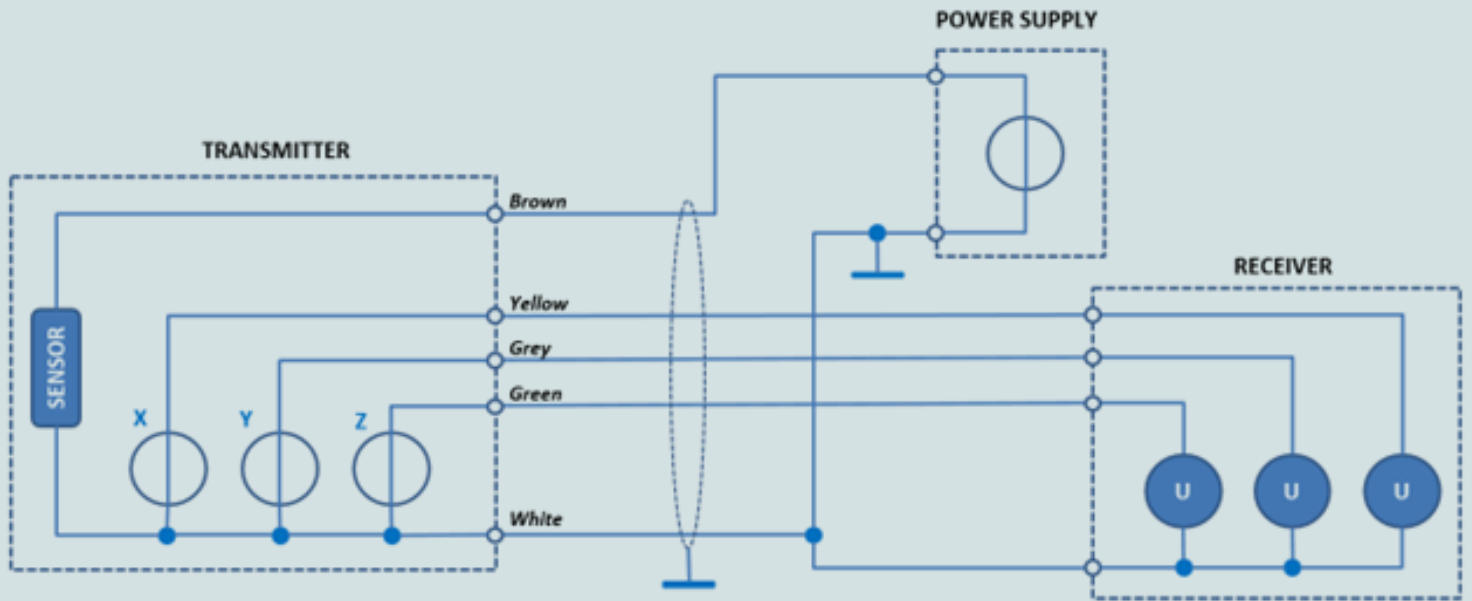 POWER SUPPLY
TRANSMITTER
Brown
RECEIVER
Yellow
Grey
Green
SENSOR
X
Y
Z
U
U
U
White